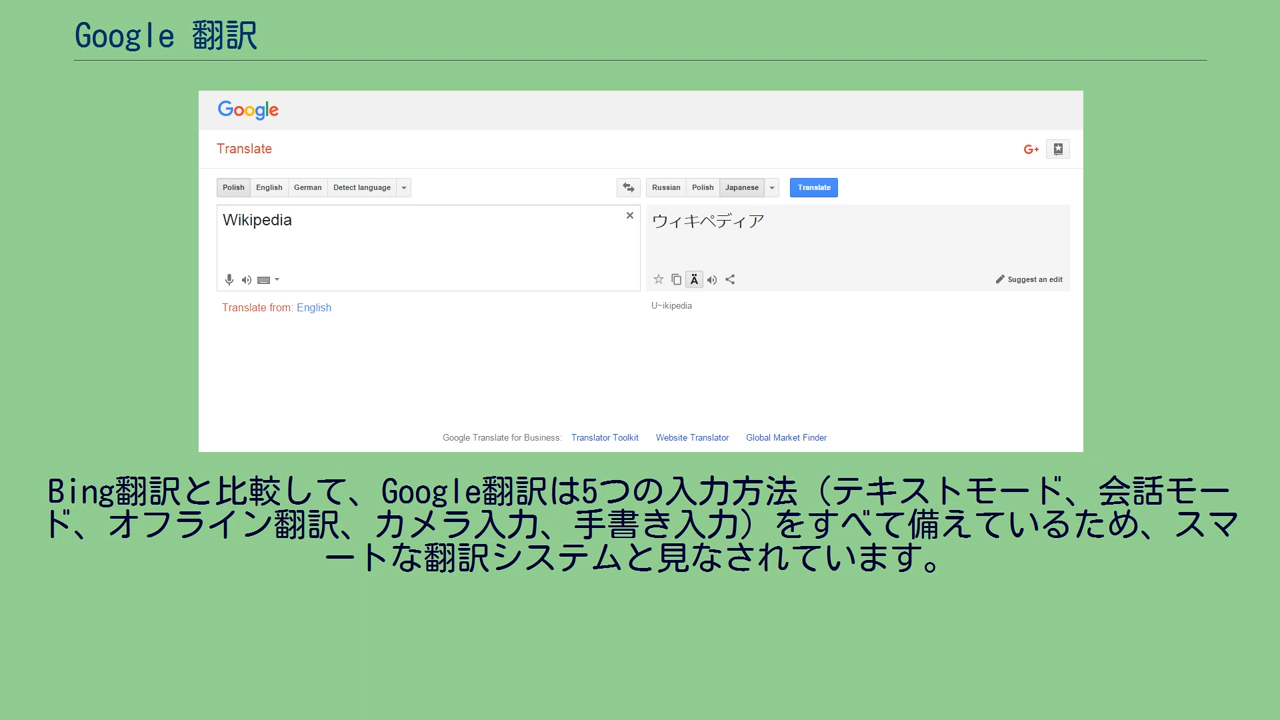 Google 翻訳
Google
Translate
G+
Polish English German Detect language
Russian Polish Japanese Translate
Wikipedia
ウィキペディア
Ä
Suggest an edit
Translate from: English
U~ikipedia
Google Translate for Business: Translator Toolkit Website Translator Global Market Finder
Bing翻訳と比較して、Google翻訳は5つの入力方法（テキストモード、会話モー
ド、オフライン翻訳、カメラ入力、手書き入力）をすべて備えているため、スマ
ートな翻訳システムと見なされています。